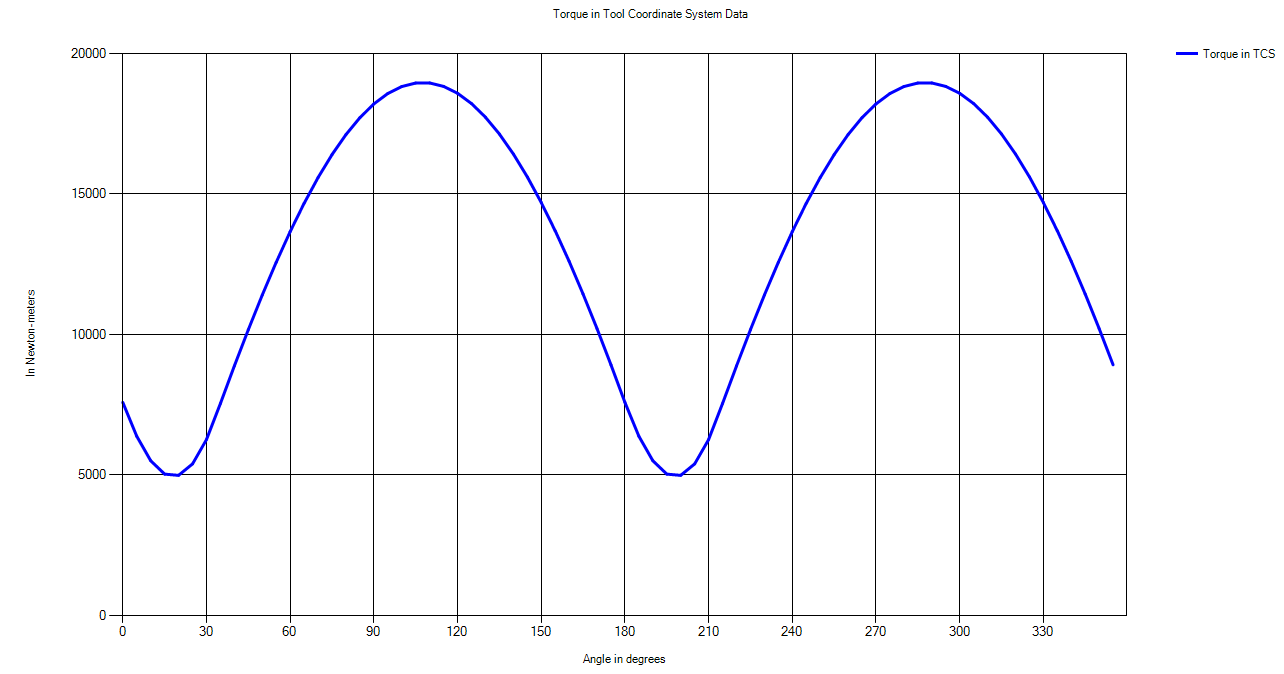 Torque in Tool Coordinate System Data
Torque in TCS
20000
15000
10000
5000
0
In Newton-meters
0 30 60 90 120 150 180 210 240 270 300 330
Angle in degrees